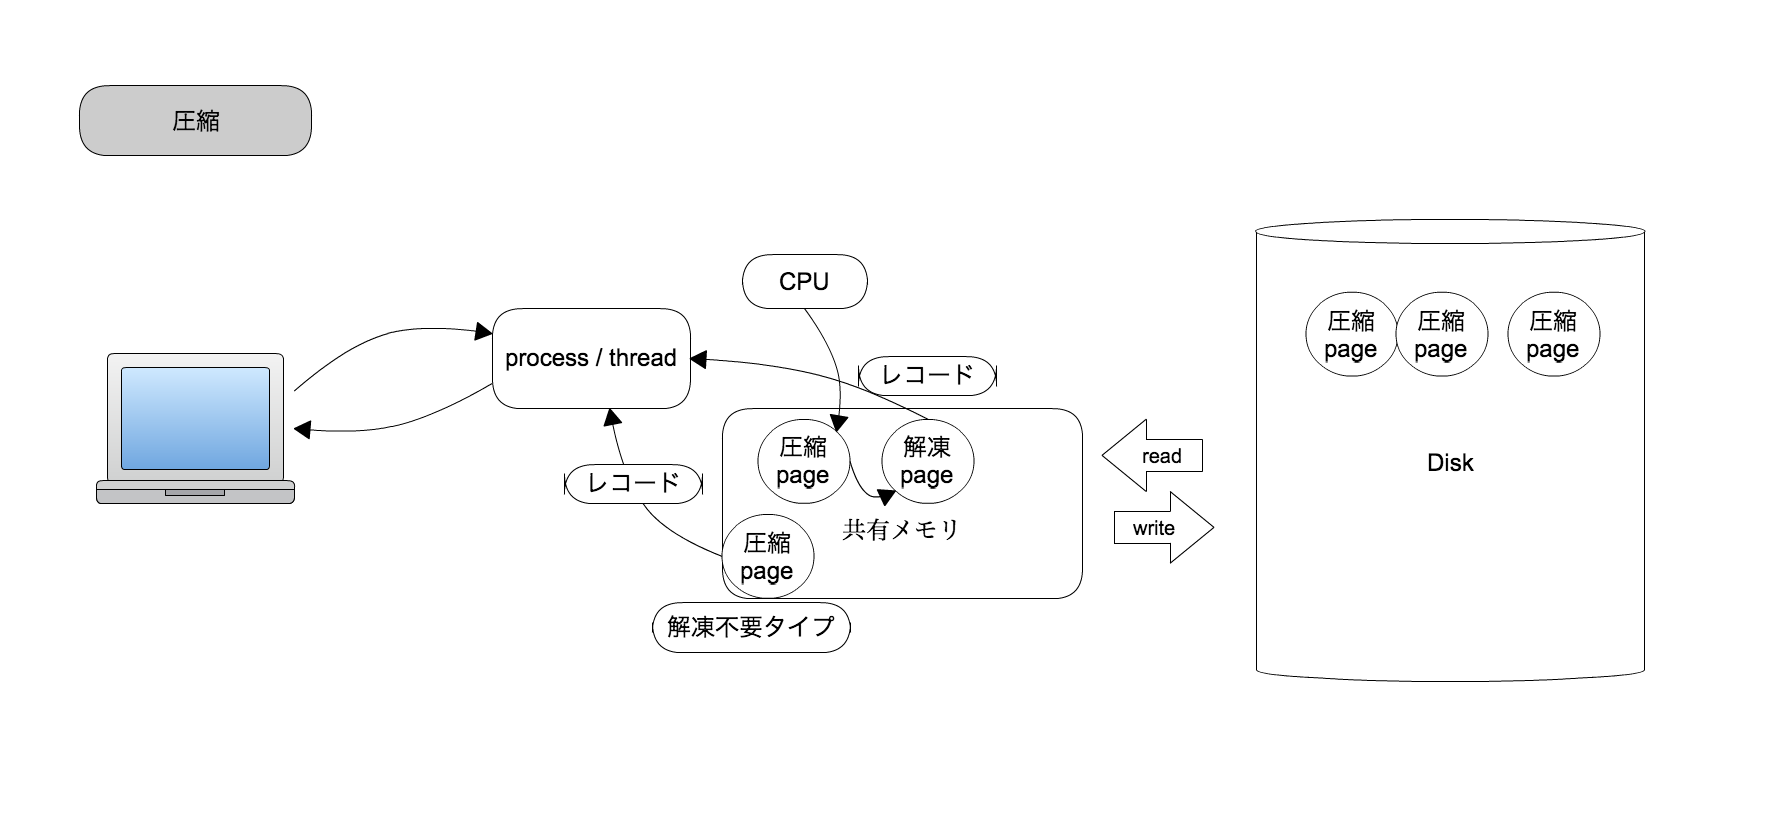 圧縮
CPU
process / thread
レコード
圧縮
page
解凍
page
共有メモリ
レコード
圧縮
page
解凍不要タイプ
read
write
圧縮
page
圧縮
page
圧縮
page
Disk